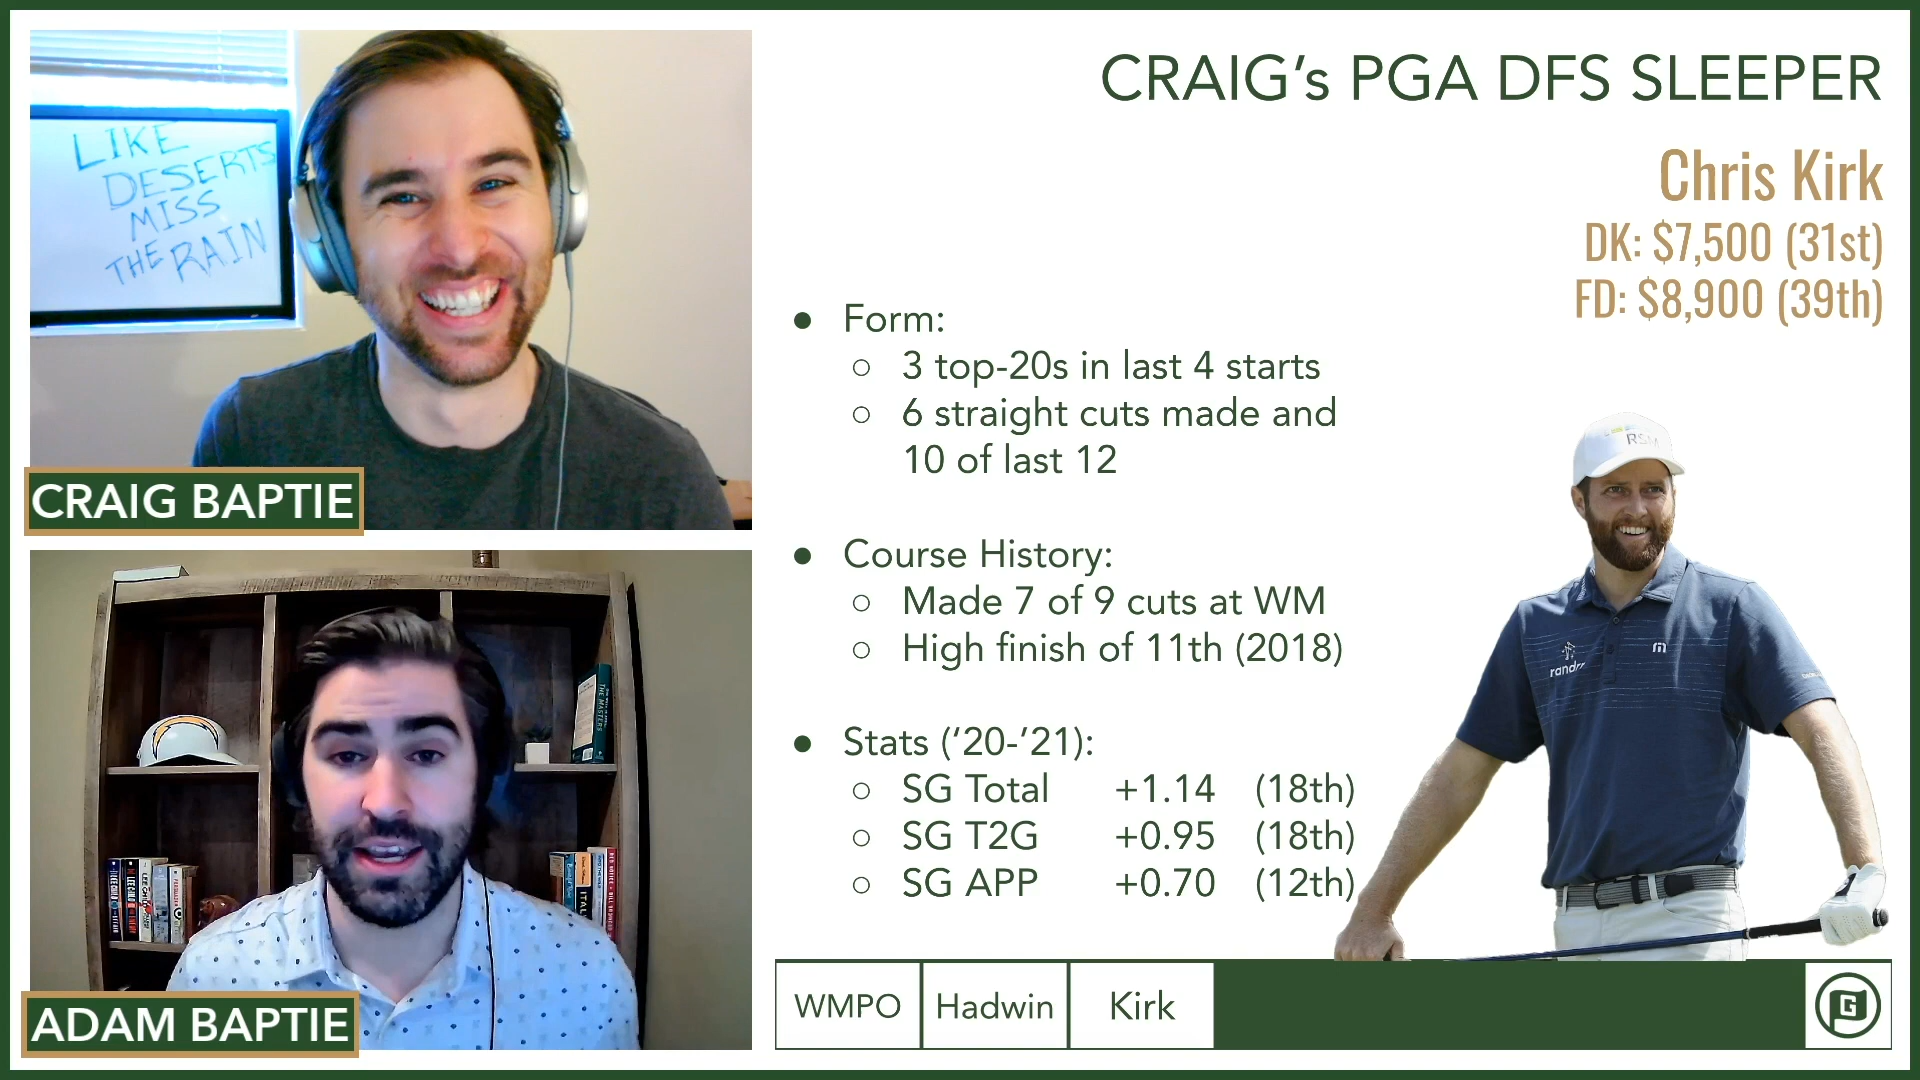 CRAIG's PGA DFS SLEEPER
Chris Kirk
DK: $7,500 (31st)
FD: $8,900 (39th)
LIKE
DESERTS
MISS
THE RAIN
CRAIG BAPTIE
ADAM BAPTIE
● Form:
○ 3 top-20s in last 4 starts
○ 6 straight cuts made and
10 of last 12
● Course History:
○ Made 7 of 9 cuts at WM
○ High finish of 11th (2018)
● Stats (‘20-’21):
○ SG Total +1.14 (18th)
○ SG T2G +0.95 (18th)
○ SG APP +0.70 (12th)
RSM
THE MASTERS
WMPO
Hadwin
Kirk
G